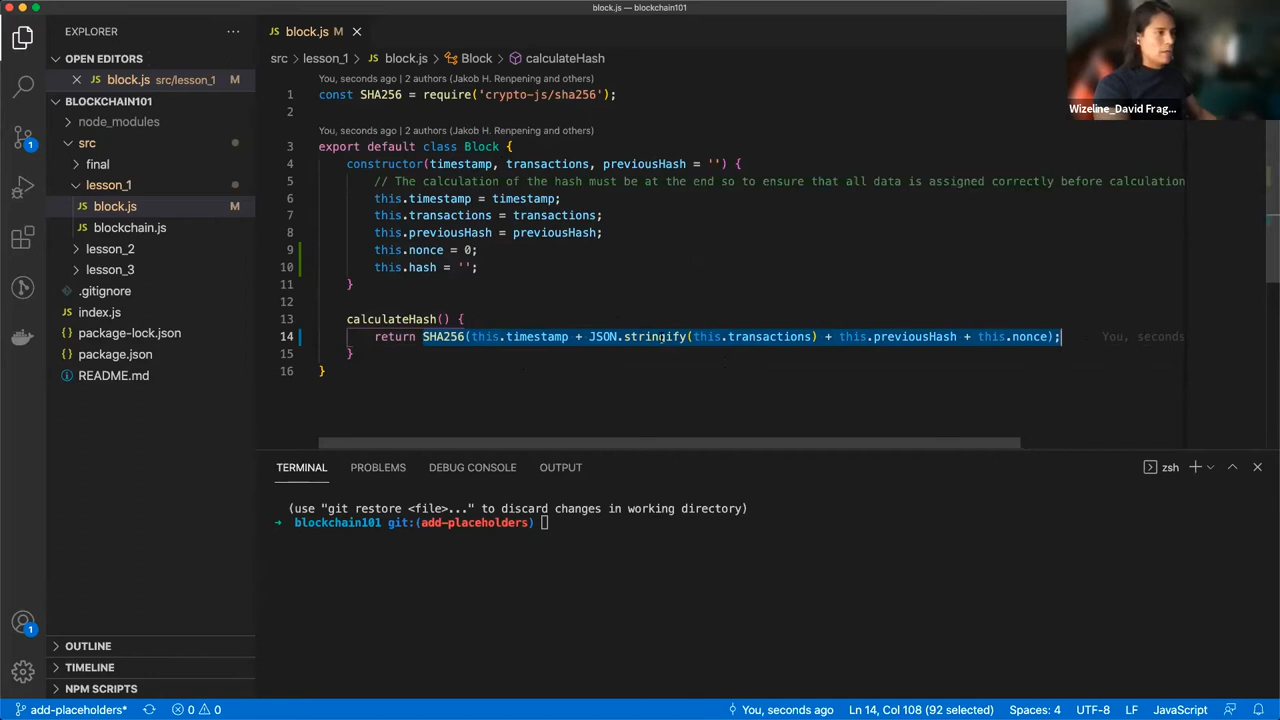 block.js — blockchain101
EXPLORER
OPEN EDITORS
block.js src/lesson_1 M
BLOCKCHAIN101
node_modules
src
final
lesson_1
block.js M
blockchain.js
lesson_2
lesson_3
.gitignore
index.js
package-lock.json
package.json
README.md
OUTLINE
TIMELINE
NPM SCRIPTS
1
1
JS block.js M
src > lesson_1 > JS block.js > Block > calculateHash
You, seconds ago | 2 authors (Jakob H. Renpening and others)
1 const SHA256 = require('crypto-js/sha256');
2
You, seconds ago | 2 authors (Jakob H. Renpening and others)
3 export default class Block {
4 constructor(timestamp, transactions, previousHash = '') {
5 // The calculation of the hash must be at the end so to ensure that all data is assigned correctly before calculation
6 this.timestamp = timestamp;
7 this.transactions = transactions;
8 this.previousHash = previousHash;
9 this.nonce = 0;
10 this.hash = '';
11 }
12
13 calculateHash() {
14 return SHA256(this.timestamp + JSON.stringify(this.transactions) + this.previousHash + this.nonce); You, seconds
15 }
16 }
Wizeline_David Frag...
TERMINAL PROBLEMS DEBUG CONSOLE OUTPUT zsh
(use "git restore <file>..." to discard changes in working directory)
→ blockchain101 git:(add-placeholders)
add-placeholders* 0 0 You, seconds ago Ln 14, Col 108 (92 selected) Spaces: 4 UTF-8 LF JavaScript